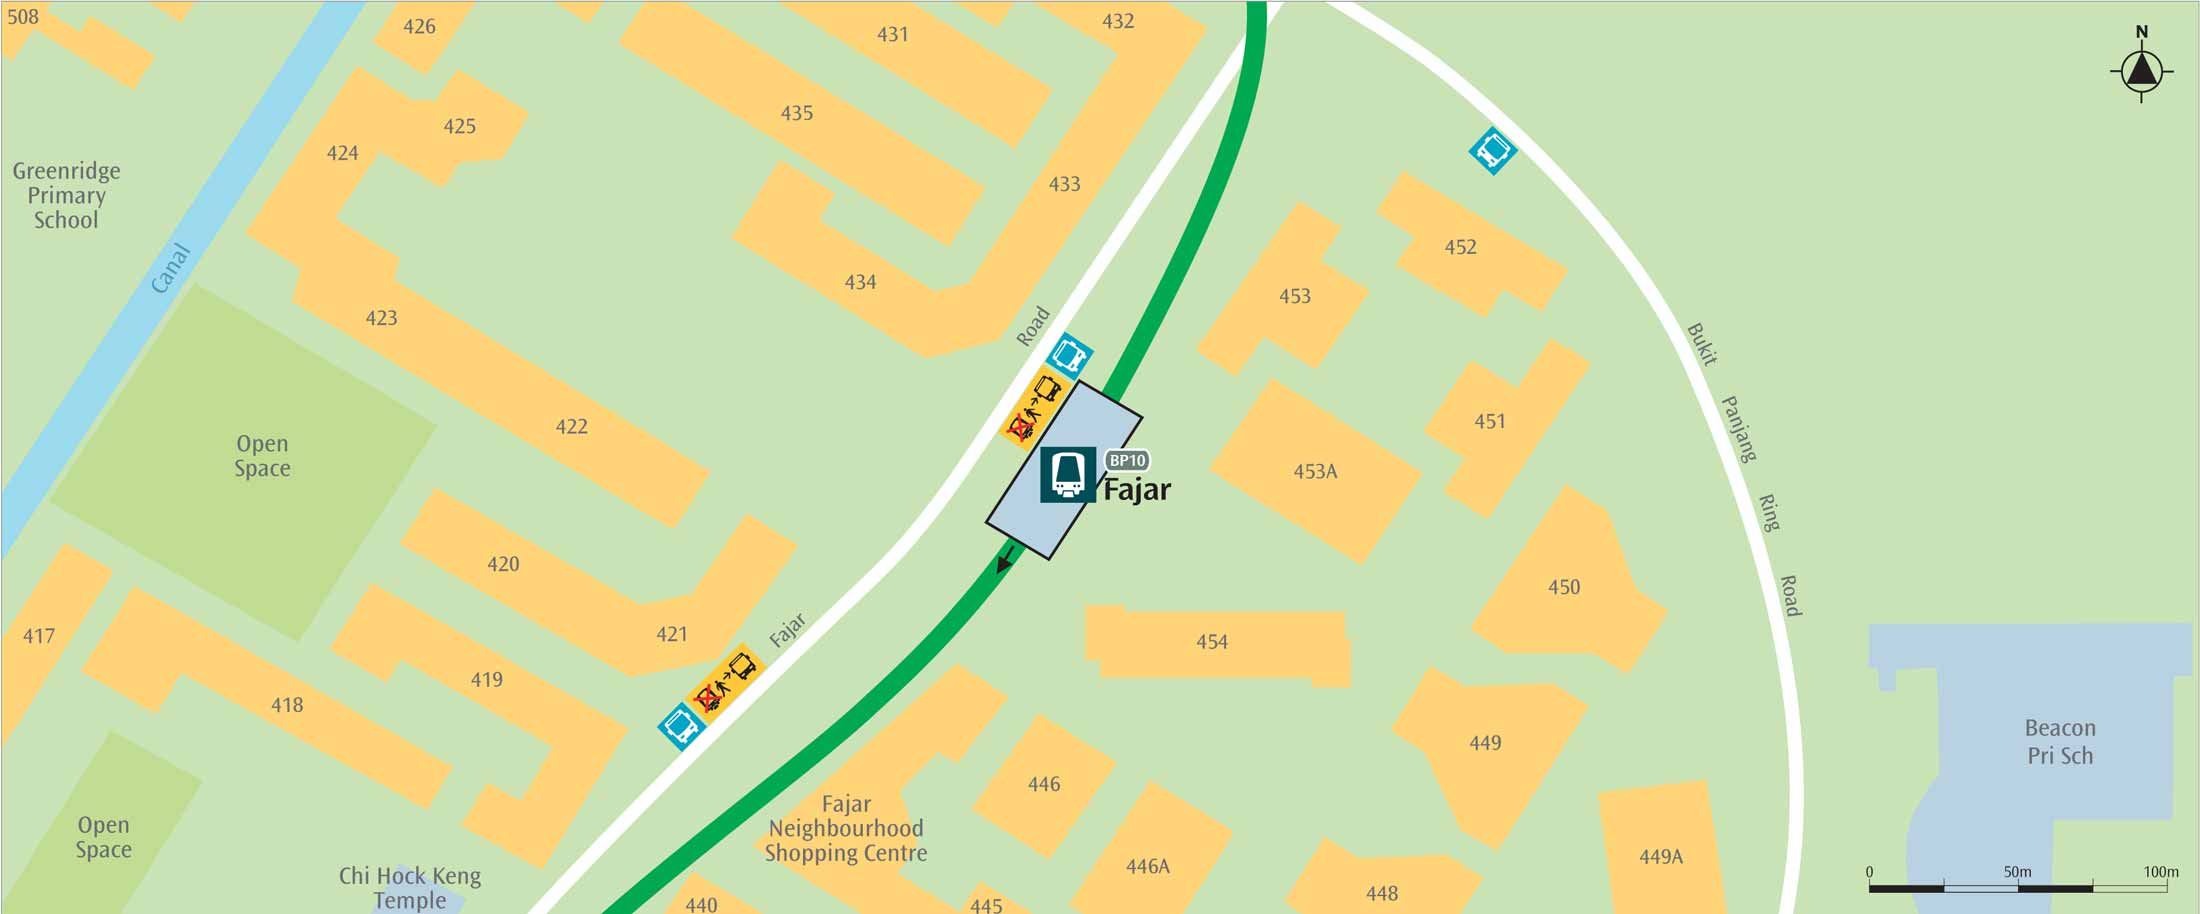 508
426
431
432
N
425
435
424
Greenridge
Primary
School
433
452
Canal
434
453
423
Road
Bukit
Panjang
Ring
Road
422
451
Open
Space
453A
BP10
Fajar
420
450
417
421
Fajar
454
419
418
449
Beacon
Pri Sch
446
Fajar
Neighbourhood
Shopping Centre
Open
Space
446A
449A
0
50m
100m
Chi Hock Keng
Temple
448
440
445